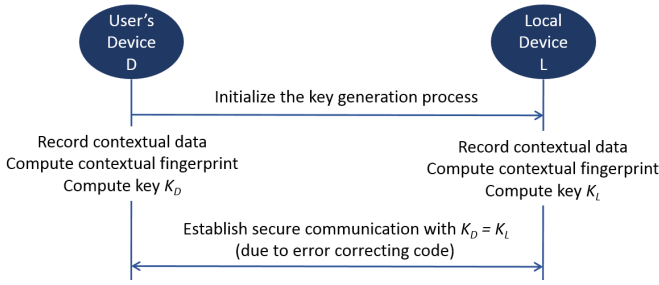 User's
Device
D
Local
Device
L
Initialize the key generation process
Record contextual data
Compute contextual fingerprint
Compute key K_D
Record contextual data
Compute contextual fingerprint
Compute key K_L
Establish secure communication with K_D = K_L
(due to error correcting code)